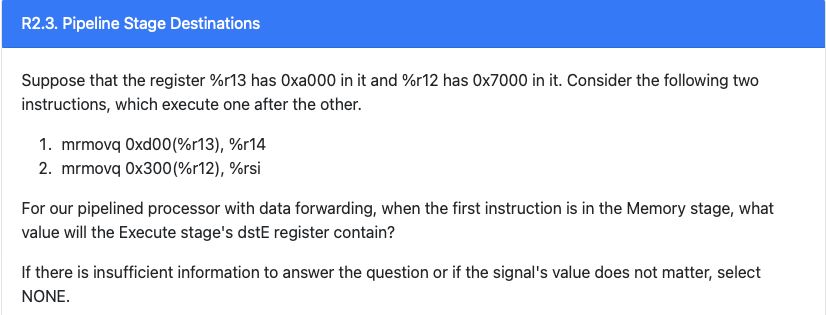 R2.3. Pipeline Stage Destinations
Suppose that the register %r13 has 0xa000 in it and %r12 has 0x7000 in it. Consider the following two
instructions, which execute one after the other.
1. mrmovq 0xd00(%r13), %r14
2. mrmovq 0x300(%r12), %rsi
For our pipelined processor with data forwarding, when the first instruction is in the Memory stage, what
value will the Execute stage's dstE register contain?
If there is insufficient information to answer the question or if the signal's value does not matter, select
NONE.